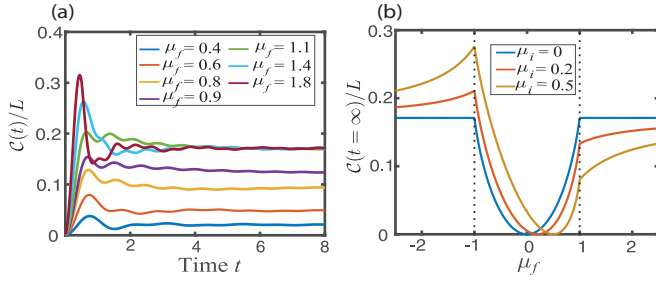 (a)
(b)
0.4
0.3
0.2
0.1
0
C(t)/L
μf = 0.4
μf = 0.6
μf = 0.8
μf = 0.9
μf = 1.1
μf = 1.4
μf = 1.8
2
4
6
8
Time t
0.3
0.2
0.1
0
C(t=∞)/L
μi = 0
μi = 0.2
μi = 0.5
-2
-1
0
1
2
μf